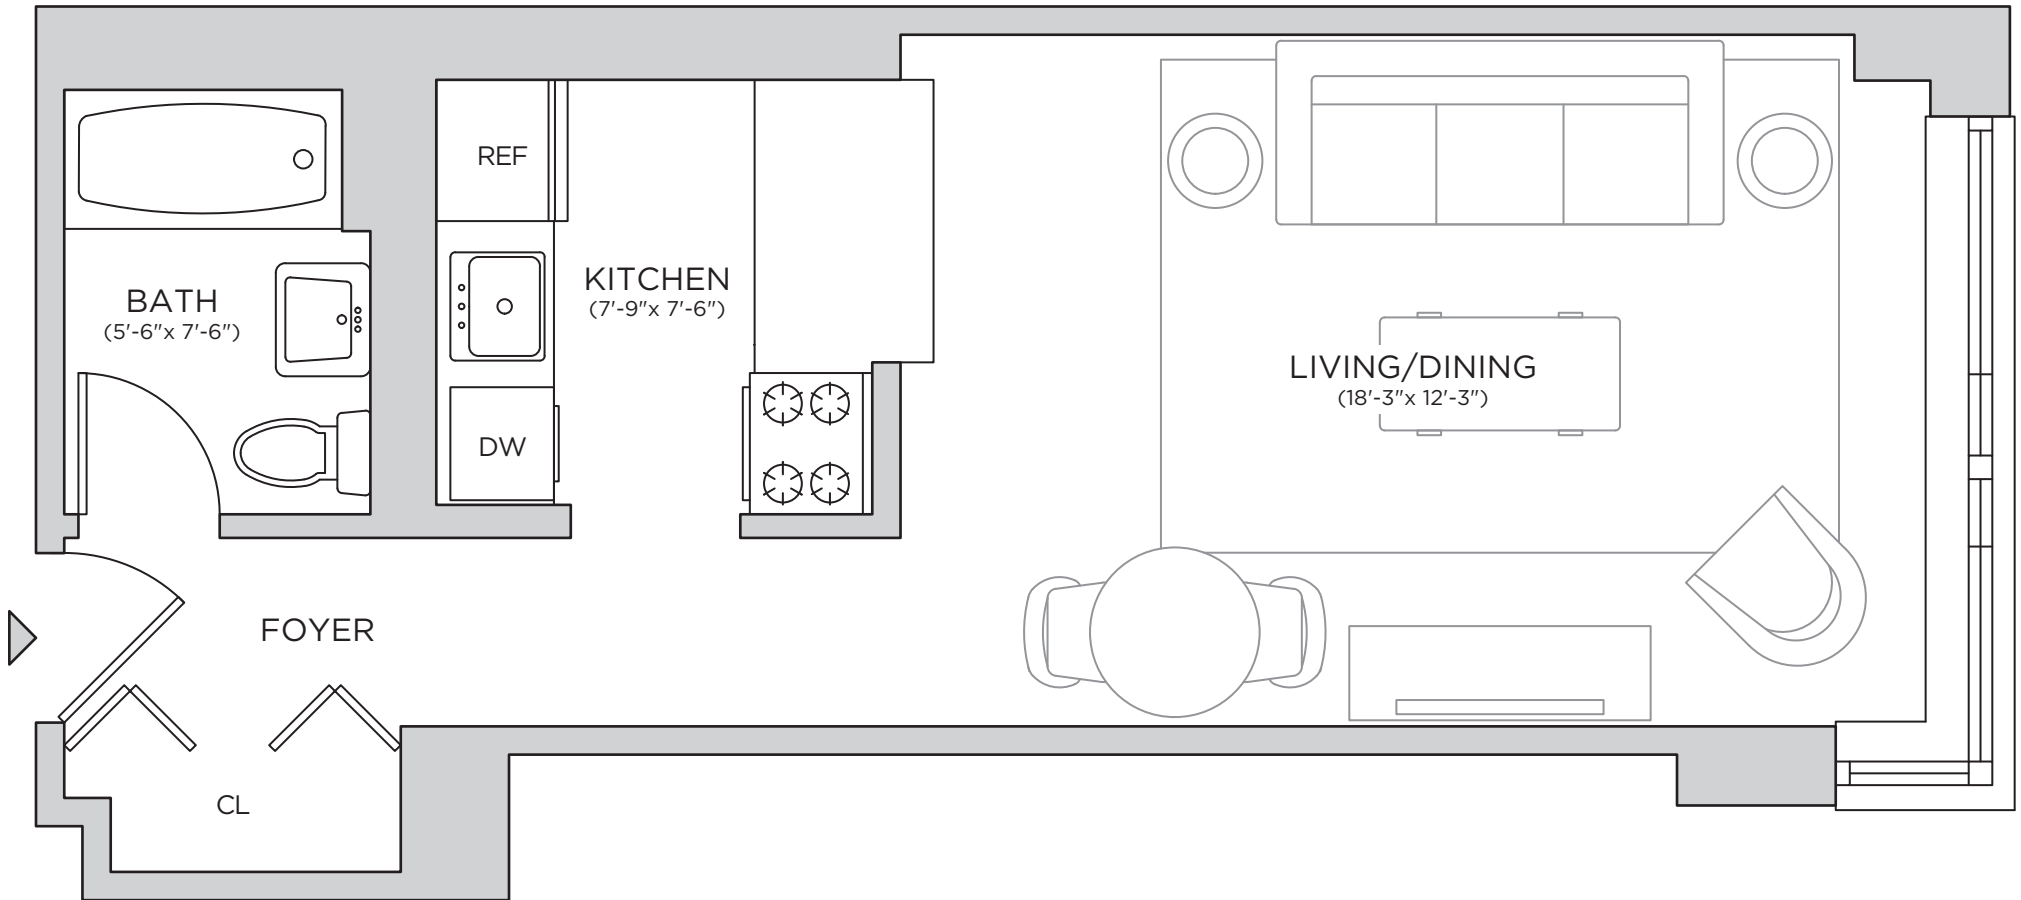 REF
BATH
(5'-6"x 7'-6")
KITCHEN
(7'-9"x 7'-6")
LIVING/DINING
(18'-3"x 12'-3")
DW
FOYER
CL